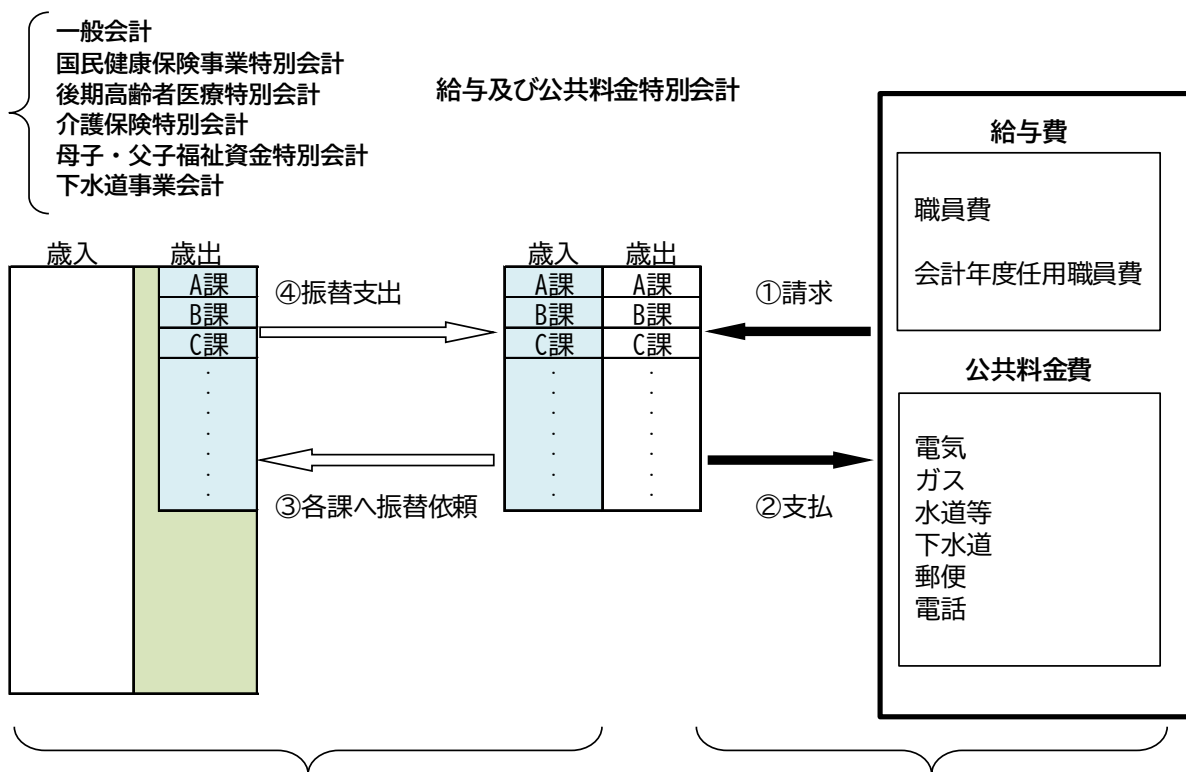 一般会計
国民健康保険事業特別会計
後期高齢者医療特別会計
介護保険特別会計
母子・父子福祉資金特別会計
下水道事業会計
給与及び公共料金特別会計
歳入 歳出
A課
B課
C課
④振替支出
③各課へ振替依頼
歳入 歳出
A課 A課
B課 B課
C課 C課
①請求
②支払
給与費
職員費
会計年度任用職員費
公共料金費
電気
ガス
水道等
下水道
郵便
電話